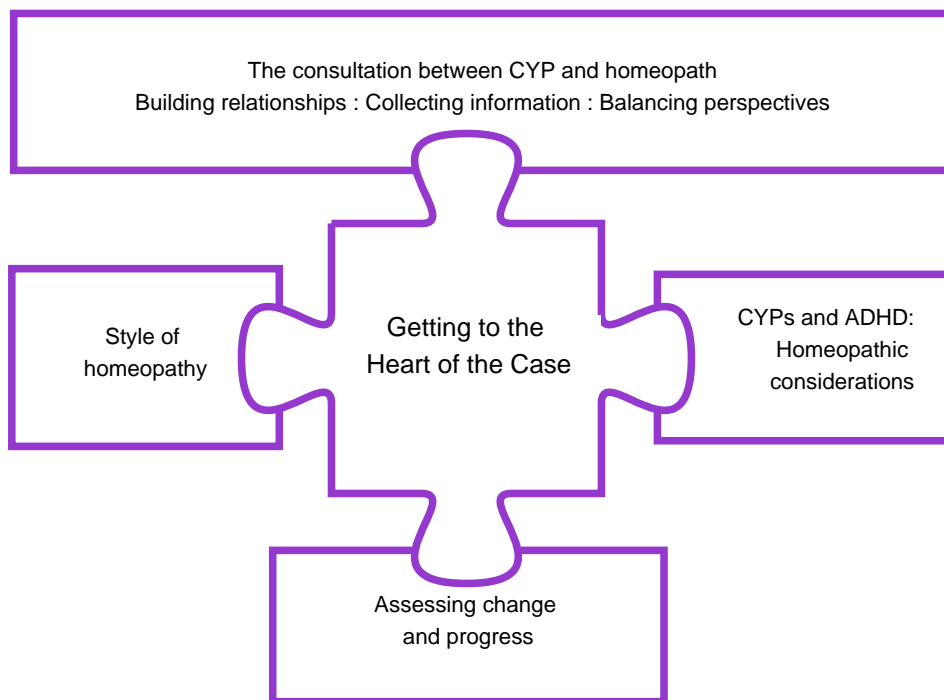 The consultation between CYP and homeopath
Building relationships : Collecting information : Balancing perspectives
Style of
homeopathy
Getting to the
Heart of the Case
CYPs and ADHD:
Homeopathic
considerations
Assessing change
and progress